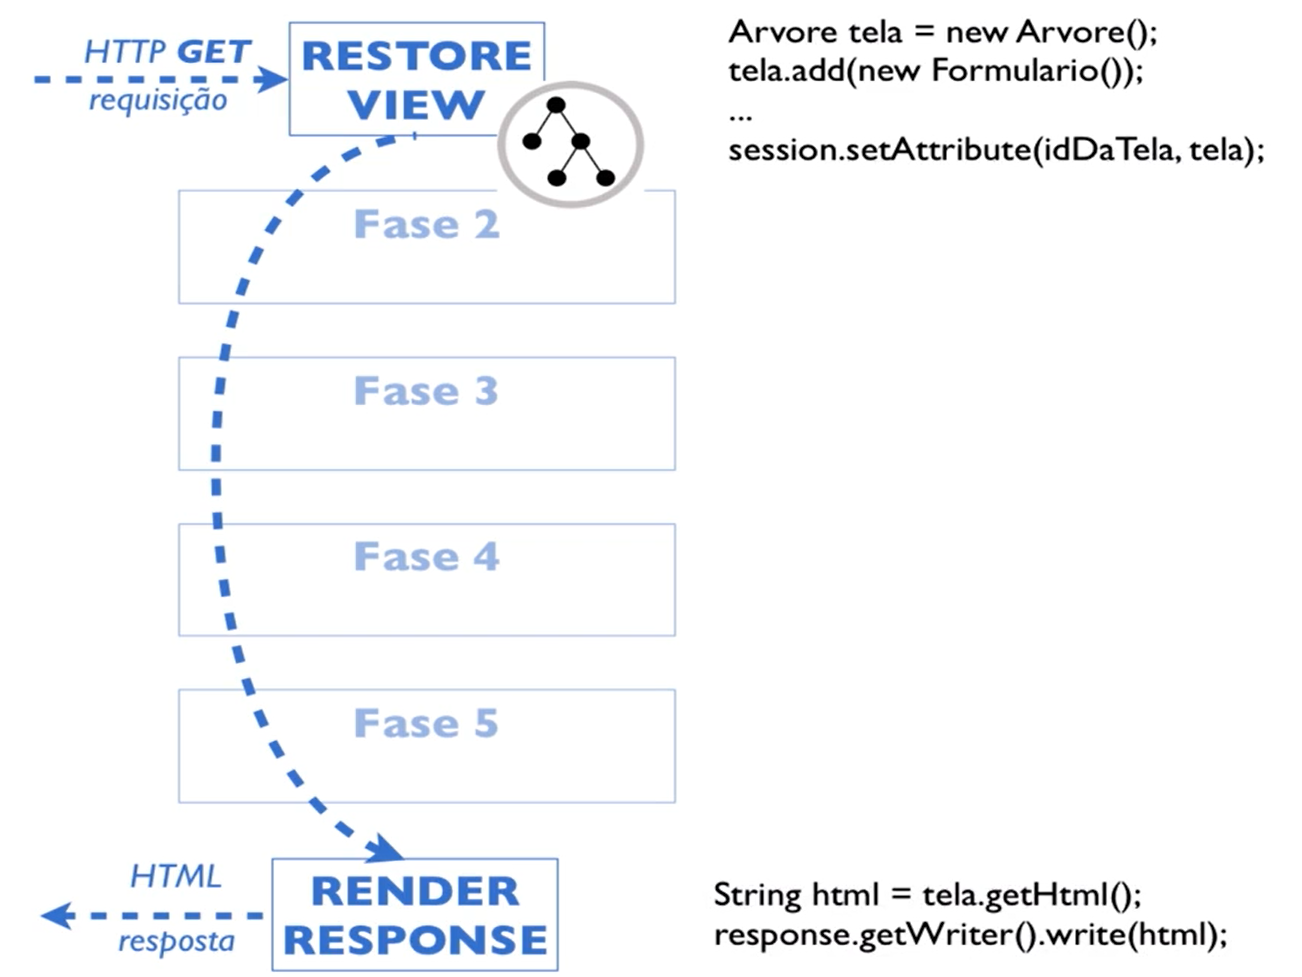 HTTP GET
requisição
RESTORE
VIEW
Arvore tela = new Arvore();
tela.add(new Formulario());
...
session.setAttribute(idDaTela, tela);
Fase 2
Fase 3
Fase 4
Fase 5
HTML
resposta
RENDER
RESPONSE
String html = tela.getHtml();
response.getWriter().write(html);